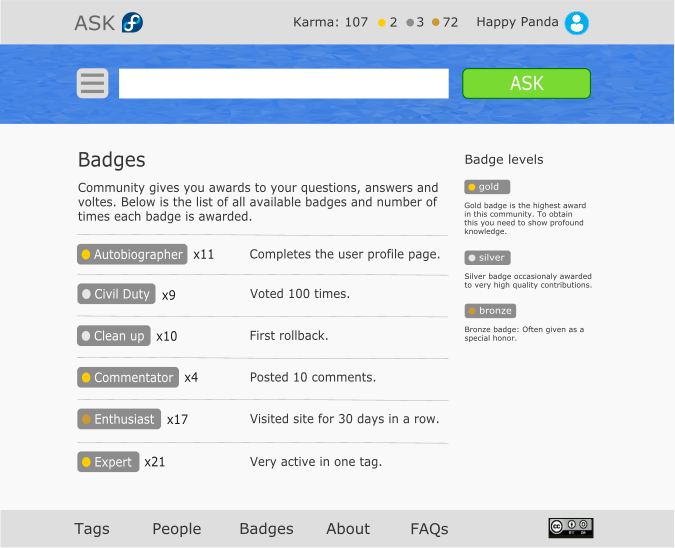 ASK
Karma: 107 2 3 72 Happy Panda
ASK
Badges
Community gives you awards to your questions, answers and
voltes. Below is the list of all available badges and number of
times each badge is awarded.
Autobiographer x11 Completes the user profile page.
Civil Duty x9 Voted 100 times.
Clean up x10 First rollback.
Commentator x4 Posted 10 comments.
Enthusiast x17 Visited site for 30 days in a row.
Expert x21 Very active in one tag.
Badge levels
gold
Gold badge is the highest award
in this community. To obtain
this you need to show profound
knowledge.
silver
Silver badge occasionaly awarded
to very high quality contributions.
bronze
Bronze badge: Often given as a
special honor.
Tags People Badges About FAQs
cc
BY SA